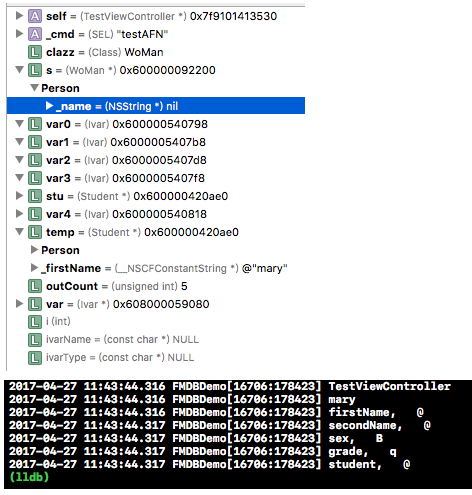 self = (TestViewController *) 0x7f9101413530
_cmd = (SEL) "testAFN"
clazz = (Class) WoMan
s = (WoMan *) 0x600000092200
Person
_name = (NSString *) nil
var0 = (Ivar) 0x600000540798
var1 = (Ivar) 0x6000005407b8
var2 = (Ivar) 0x6000005407d8
var3 = (Ivar) 0x6000005407f8
stu = (Student *) 0x600000420ae0
var4 = (Ivar) 0x600000540818
temp = (Student *) 0x600000420ae0
Person
_firstName = (__NSCFConstantString *) @"mary"
outCount = (unsigned int) 5
var = (Ivar *) 0x608000059080
i (int)
ivarName = (const char *) NULL
ivarType = (const char *) NULL
2017-04-27 11:43:44.316 FMDBDemo[16706:178423] TestViewController
2017-04-27 11:43:44.316 FMDBDemo[16706:178423] mary
2017-04-27 11:43:44.316 FMDBDemo[16706:178423] firstName, @
2017-04-27 11:43:44.317 FMDBDemo[16706:178423] secondName, @
2017-04-27 11:43:44.317 FMDBDemo[16706:178423] sex, B
2017-04-27 11:43:44.317 FMDBDemo[16706:178423] grade, q
2017-04-27 11:43:44.317 FMDBDemo[16706:178423] student, @
(lldb)